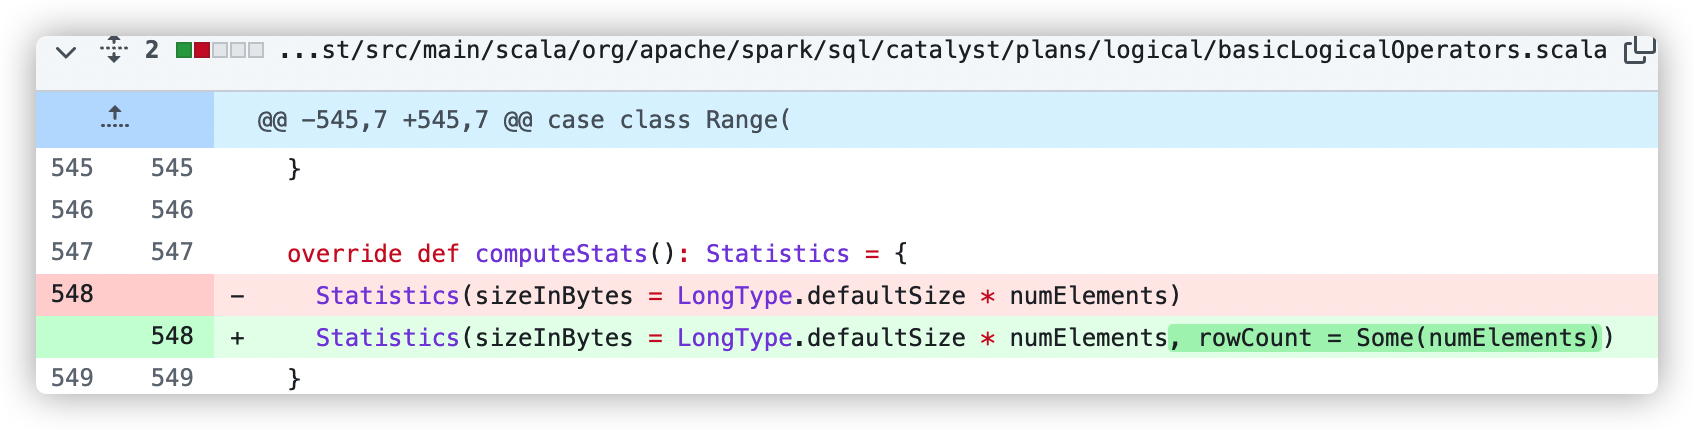 2 ...st/src/main/scala/org/apache/spark/sql/catalyst/plans/logical/basicLogicalOperators.scala
@@ -545,7 +545,7 @@ case class Range(
545 545 }
546 546
547 547 override def computeStats(): Statistics = {
548 - Statistics(sizeInBytes = LongType.defaultSize * numElements)
548 + Statistics(sizeInBytes = LongType.defaultSize * numElements, rowCount = Some(numElements))
549 549 }